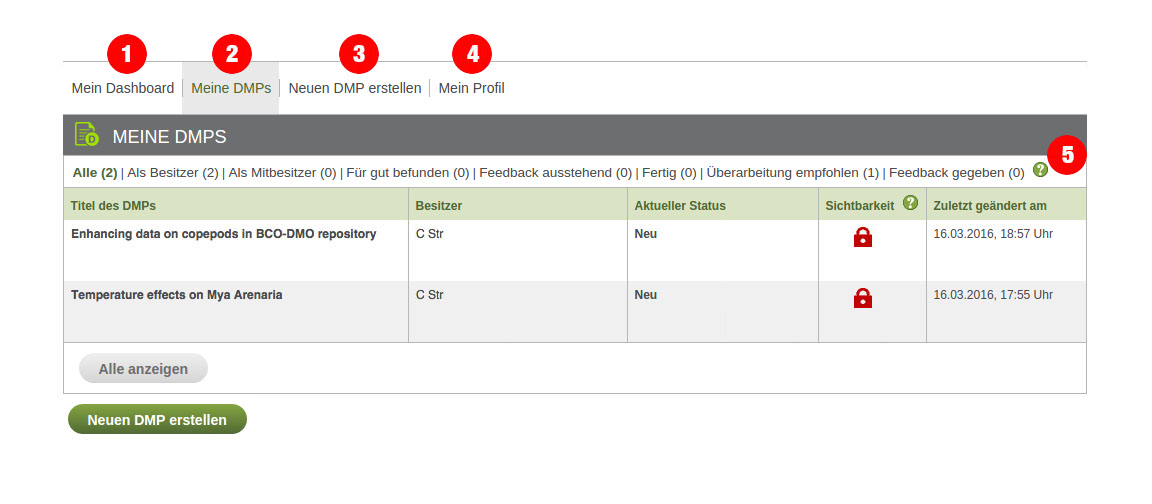 1 2 3 4
Mein Dashboard | Meine DMPs | Neuen DMP erstellen | Mein Profil
D MEINE DMPS
5
Alle (2) | Als Besitzer (2) | Als Mitbesitzer (0) | Für gut befunden (0) | Feedback ausstehend (0) | Fertig (0) | Überarbeitung empfohlen (1) | Feedback gegeben (0) ?
Titel des DMPs Besitzer Aktueller Status Sichtbarkeit ? Zuletzt geändert am
Enhancing data on copepods in BCO-DMO repository C Str Neu 16.03.2016, 18:57 Uhr
Temperature effects on Mya Arenaria C Str Neu 16.03.2016, 17:55 Uhr
Alle anzeigen
Neuen DMP erstellen